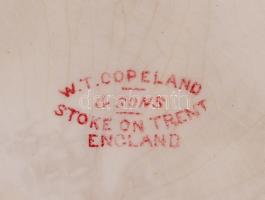 W.T. COPELAND
& SONS
STOKE ON TRENT
ENGLAND